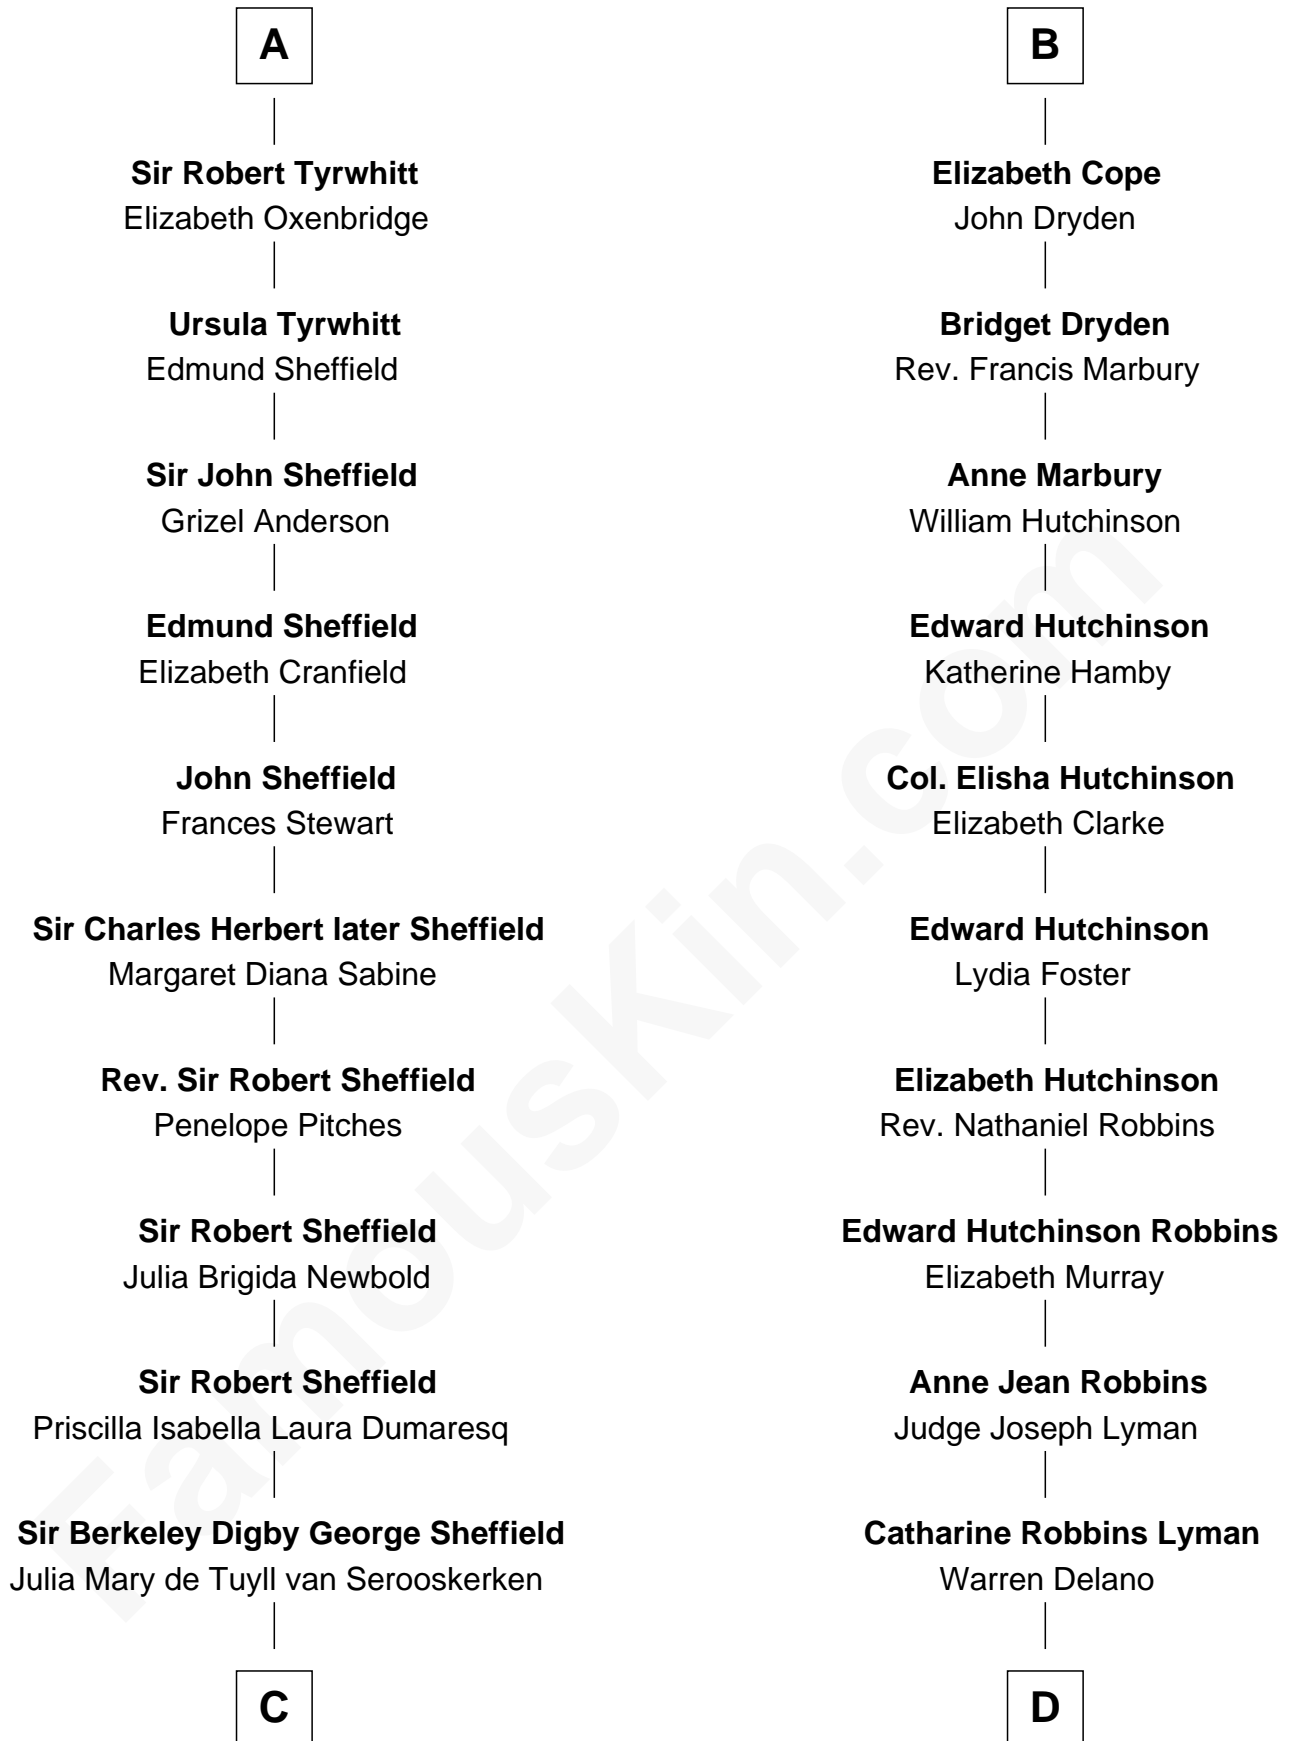 A
Sir Robert Tyrwhitt
Elizabeth Oxenbridge
Ursula Tyrwhitt
Edmund Sheffield
Sir John Sheffield
Grizel Anderson
Edmund Sheffield
Elizabeth Cranfield
John Sheffield
Frances Stewart
Sir Charles Herbert later Sheffield
Margaret Diana Sabine
Rev. Sir Robert Sheffield
Penelope Pitches
Sir Robert Sheffield
Julia Brigida Newbold
Sir Robert Sheffield
Priscilla Isabella Laura Dumaresq
Sir Berkeley Digby George Sheffield
Julia Mary de Tuyll van Serooskerken
C
B
Elizabeth Cope
John Dryden
Bridget Dryden
Rev. Francis Marbury
Anne Marbury
William Hutchinson
Edward Hutchinson
Katherine Hamby
Col. Elisha Hutchinson
Elizabeth Clarke
Edward Hutchinson
Lydia Foster
Elizabeth Hutchinson
Rev. Nathaniel Robbins
Edward Hutchinson Robbins
Elizabeth Murray
Anne Jean Robbins
Judge Joseph Lyman
Catharine Robbins Lyman
Warren Delano
D
FamousKin.com